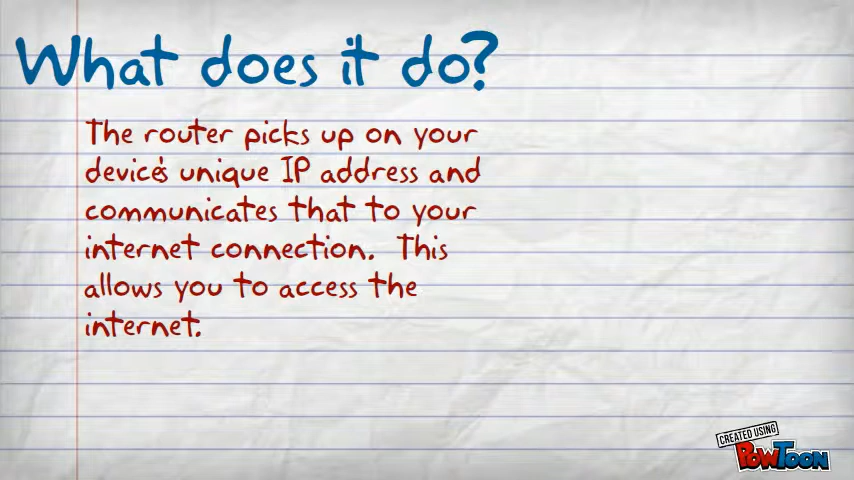 What does it do?
The router picks up on your
device's unique IP address and
communicates that to your
internet connection. This
allows you to access the
internet.
CREATED USING
POWTOON